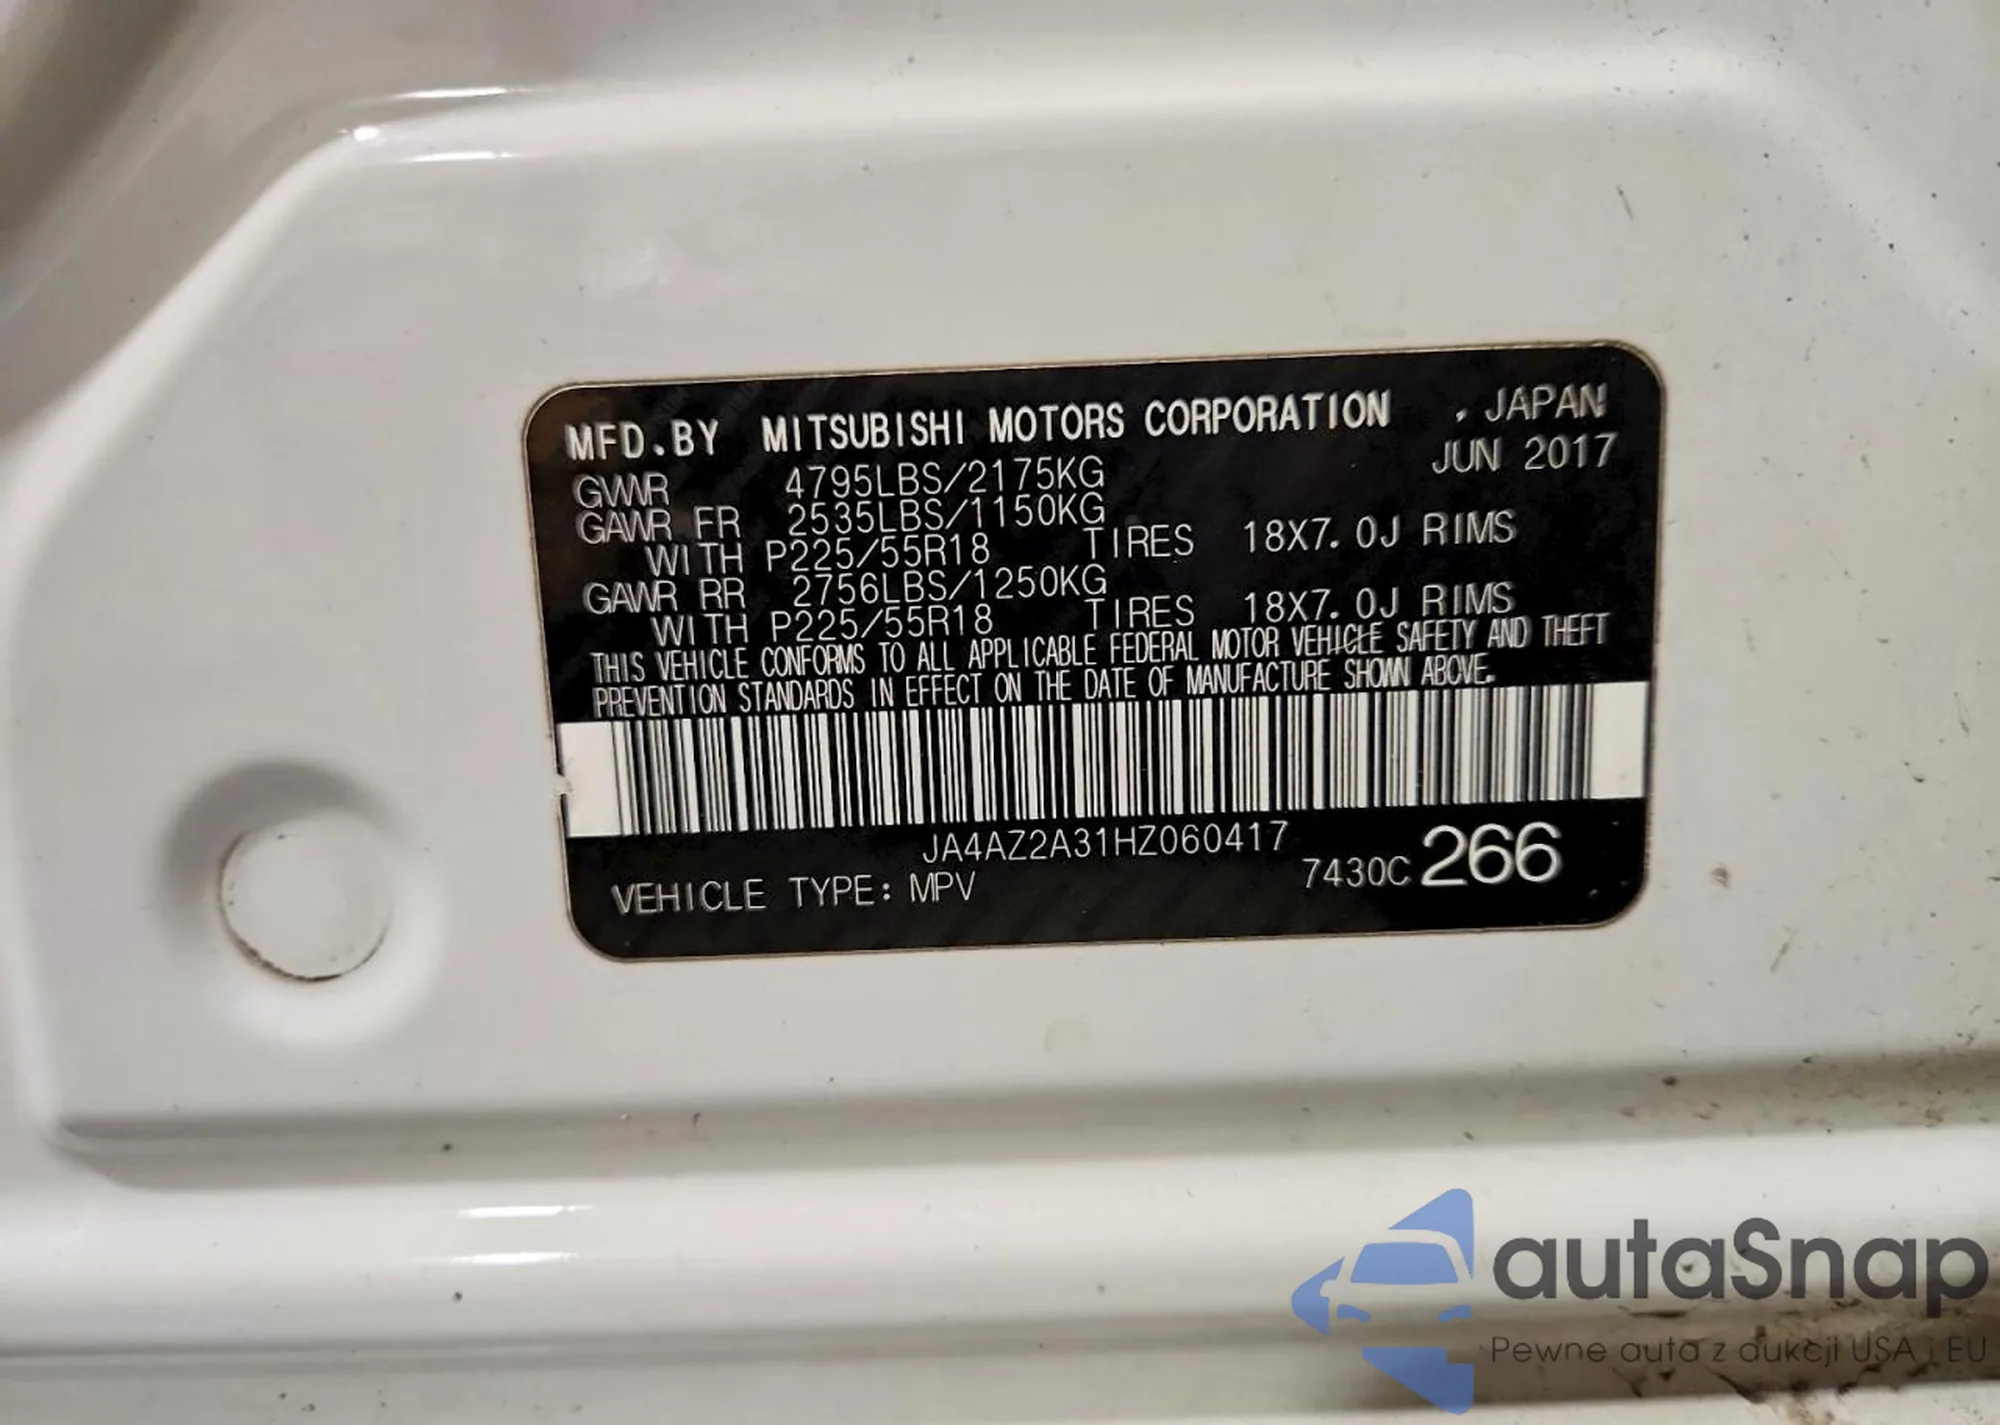 MFD.BY MITSUBISHI MOTORS CORPORATION , JAPAN
JUN 2017
GVWR 4795LBS/2175KG
GAWR FR 2535LBS/1150KG
WITH P225/55R18 TIRES 18X7.0J RIMS
GAWR RR 2756LBS/1250KG
WITH P225/55R18 TIRES 18X7.0J RIMS
THIS VEHICLE CONFORMS TO ALL APPLICABLE FEDERAL MOTOR VEHICLE SAFETY AND THEFT
PREVENTION STANDARDS IN EFFECT ON THE DATE OF MANUFACTURE SHOWN ABOVE.
JA4AZ2A31HZ060417
VEHICLE TYPE: MPV 7430C 266
autaSnap
Pewne auta z dukcji USA i EU